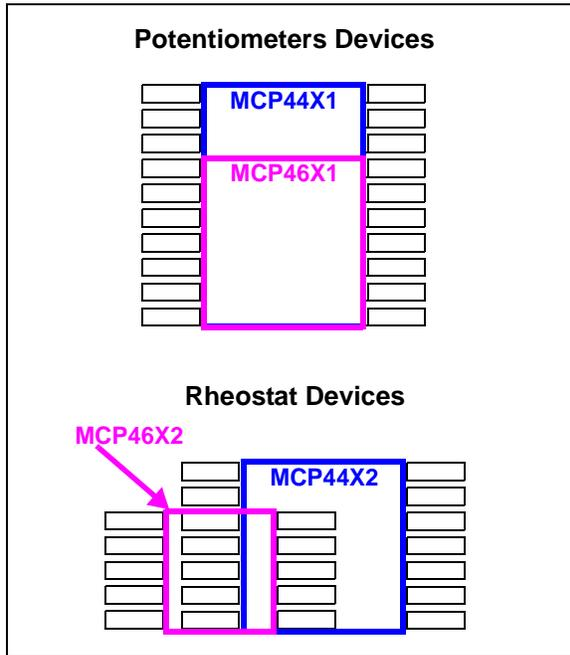 Potentiometers Devices
MCP44X1
MCP46X1
Rheostat Devices
MCP46X2
MCP44X2